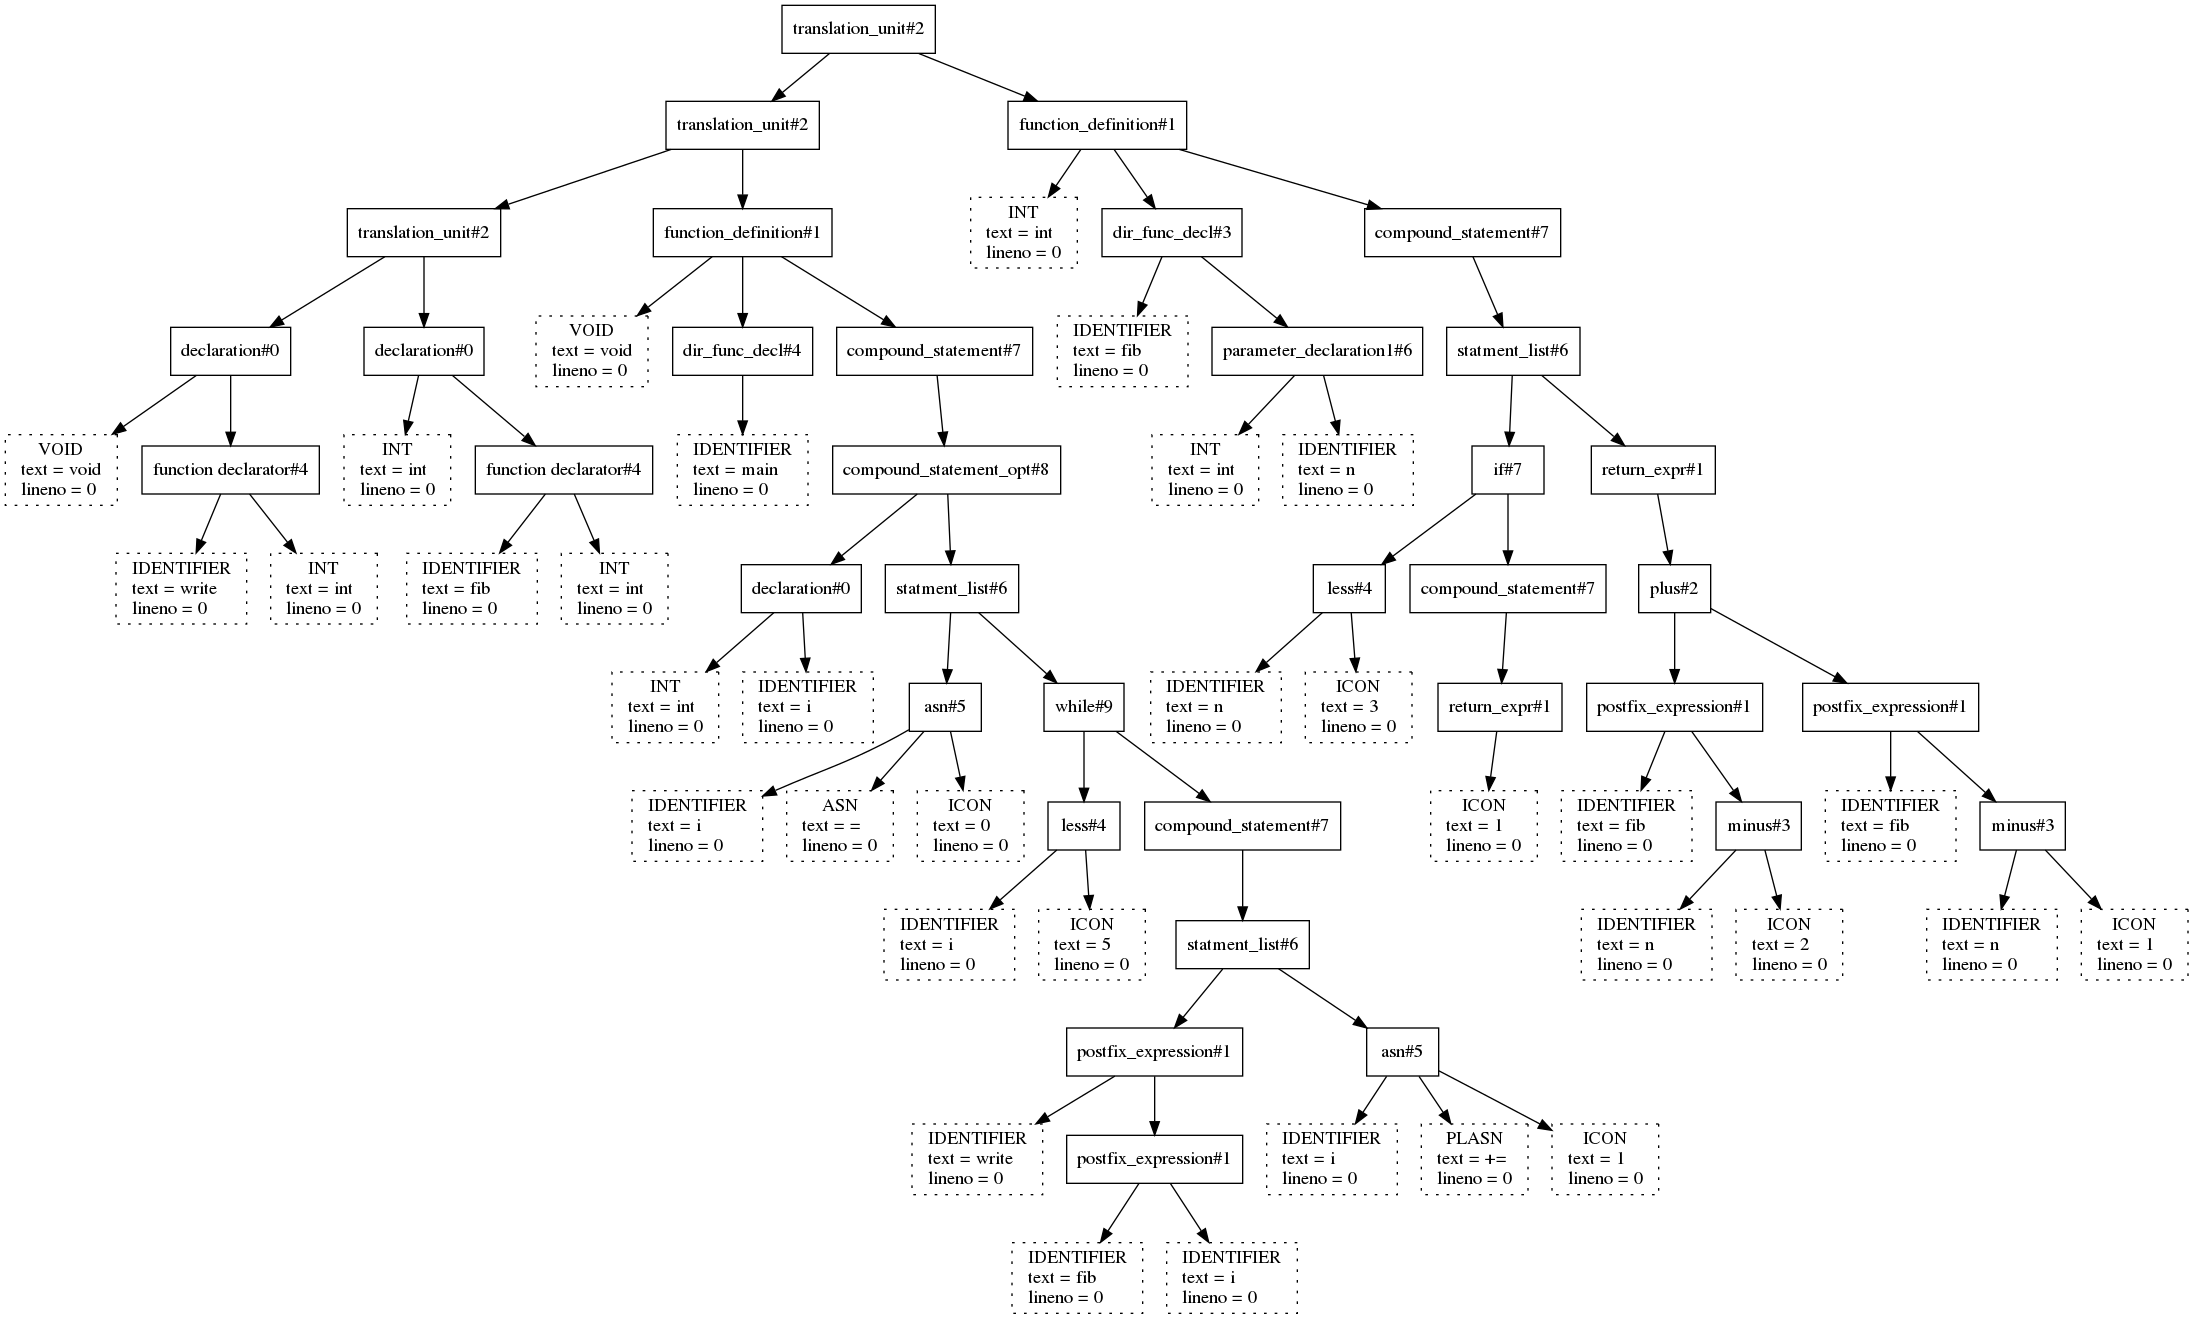 translation_unit#2
translation_unit#2
function_definition#1
translation_unit#2
function_definition#1
INT
text = int
lineno = 0
dir_func_decl#3
compound_statement#7
declaration#0
declaration#0
VOID
text = void
lineno = 0
dir_func_decl#4
compound_statement#7
IDENTIFIER
text = fib
lineno = 0
parameter_declaration1#6
statment_list#6
VOID
text = void
lineno = 0
function declarator#4
INT
text = int
lineno = 0
function declarator#4
IDENTIFIER
text = main
lineno = 0
compound_statement_opt#8
INT
text = int
lineno = 0
IDENTIFIER
text = n
lineno = 0
if#7
return_expr#1
IDENTIFIER
text = write
lineno = 0
INT
text = int
lineno = 0
IDENTIFIER
text = fib
lineno = 0
INT
text = int
lineno = 0
declaration#0
statment_list#6
less#4
compound_statement#7
plus#2
INT
text = int
lineno = 0
IDENTIFIER
text = i
lineno = 0
asn#5
while#9
IDENTIFIER
text = n
lineno = 0
ICON
text = 3
lineno = 0
return_expr#1
postfix_expression#1
postfix_expression#1
IDENTIFIER
text = i
lineno = 0
ASN
text = =
lineno = 0
ICON
text = 0
lineno = 0
less#4
compound_statement#7
ICON
text = 1
lineno = 0
IDENTIFIER
text = fib
lineno = 0
minus#3
IDENTIFIER
text = fib
lineno = 0
minus#3
IDENTIFIER
text = i
lineno = 0
ICON
text = 5
lineno = 0
statment_list#6
IDENTIFIER
text = n
lineno = 0
ICON
text = 2
lineno = 0
IDENTIFIER
text = n
lineno = 0
ICON
text = 1
lineno = 0
postfix_expression#1
asn#5
IDENTIFIER
text = write
lineno = 0
postfix_expression#1
IDENTIFIER
text = i
lineno = 0
PLASN
text = +=
lineno = 0
ICON
text = 1
lineno = 0
IDENTIFIER
text = fib
lineno = 0
IDENTIFIER
text = i
lineno = 0